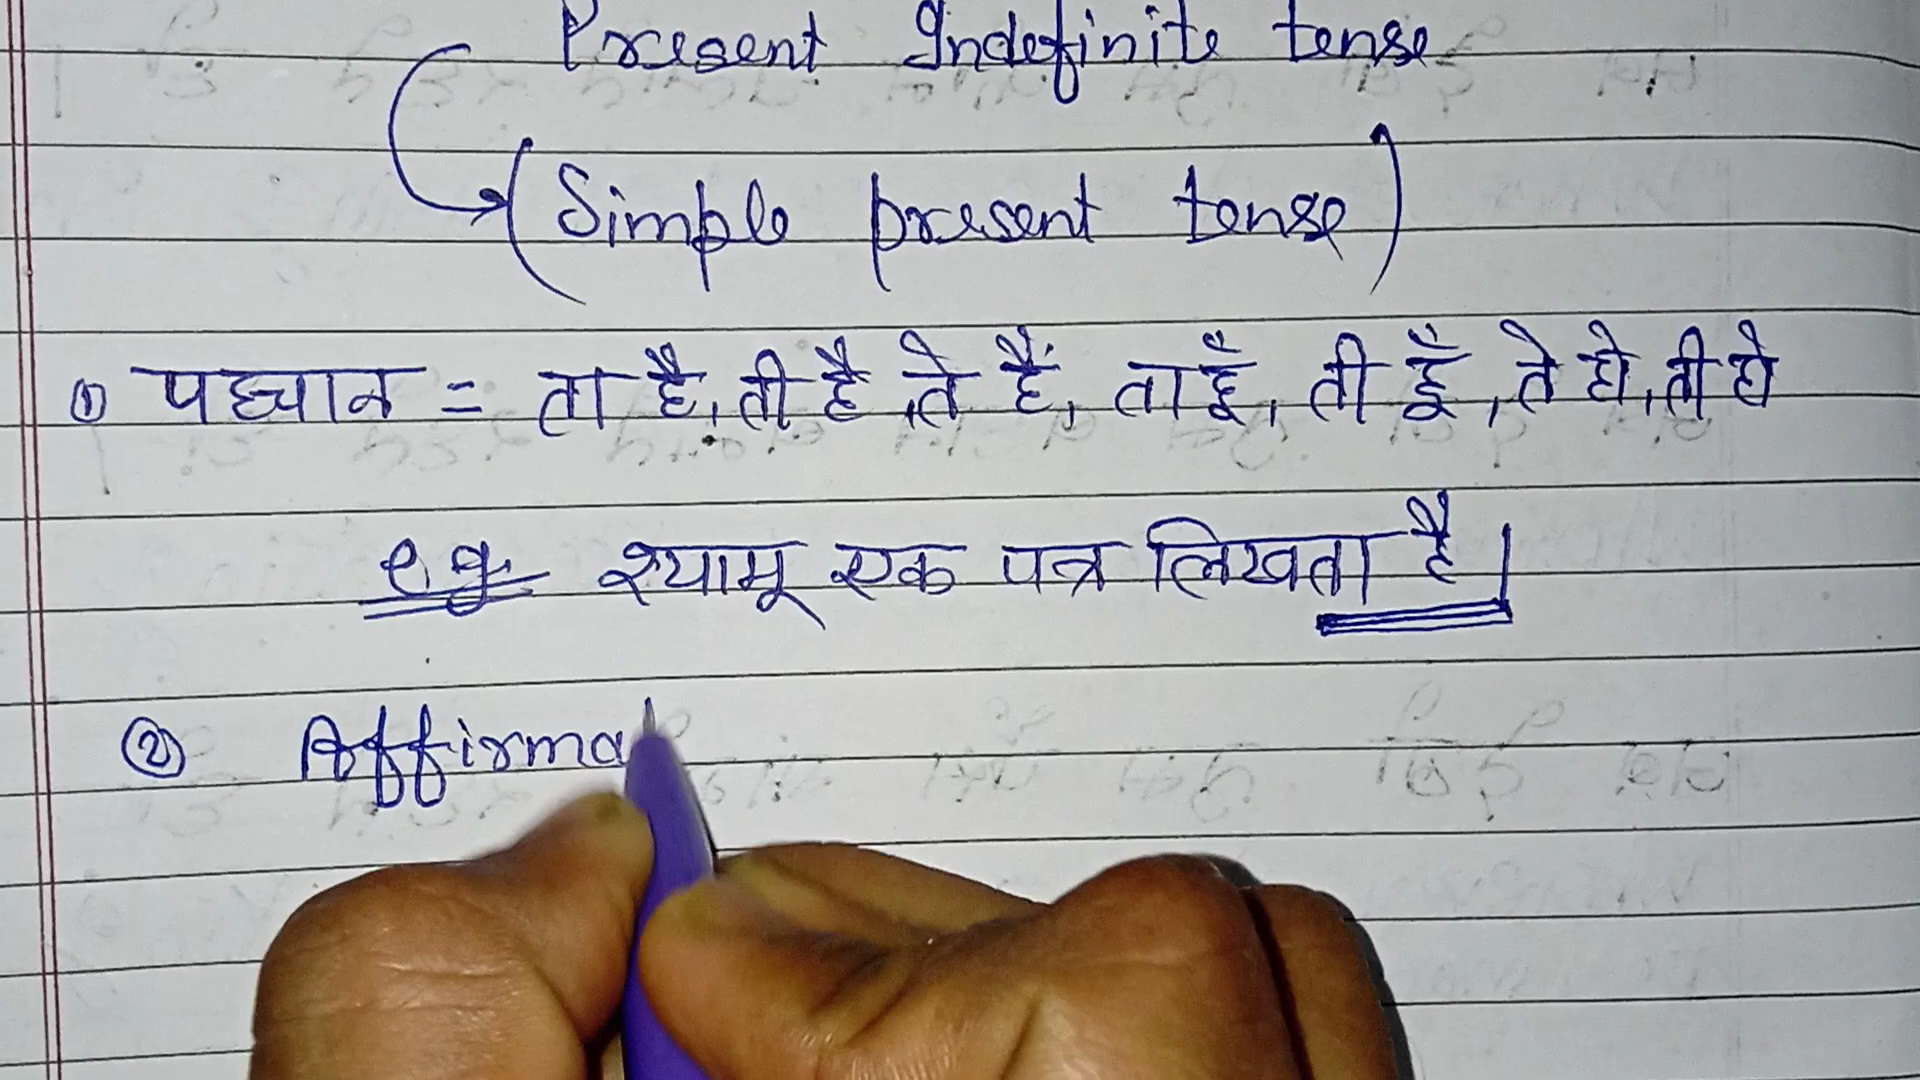 Present Indefinite tense
(Simple present tense)
① पहचान = ता है, ती है, ते हैं, ता हूँ, ती हूँ, ते हो, ती हो
e.g. श्यामू एक पत्र लिखता है।
② Affirma